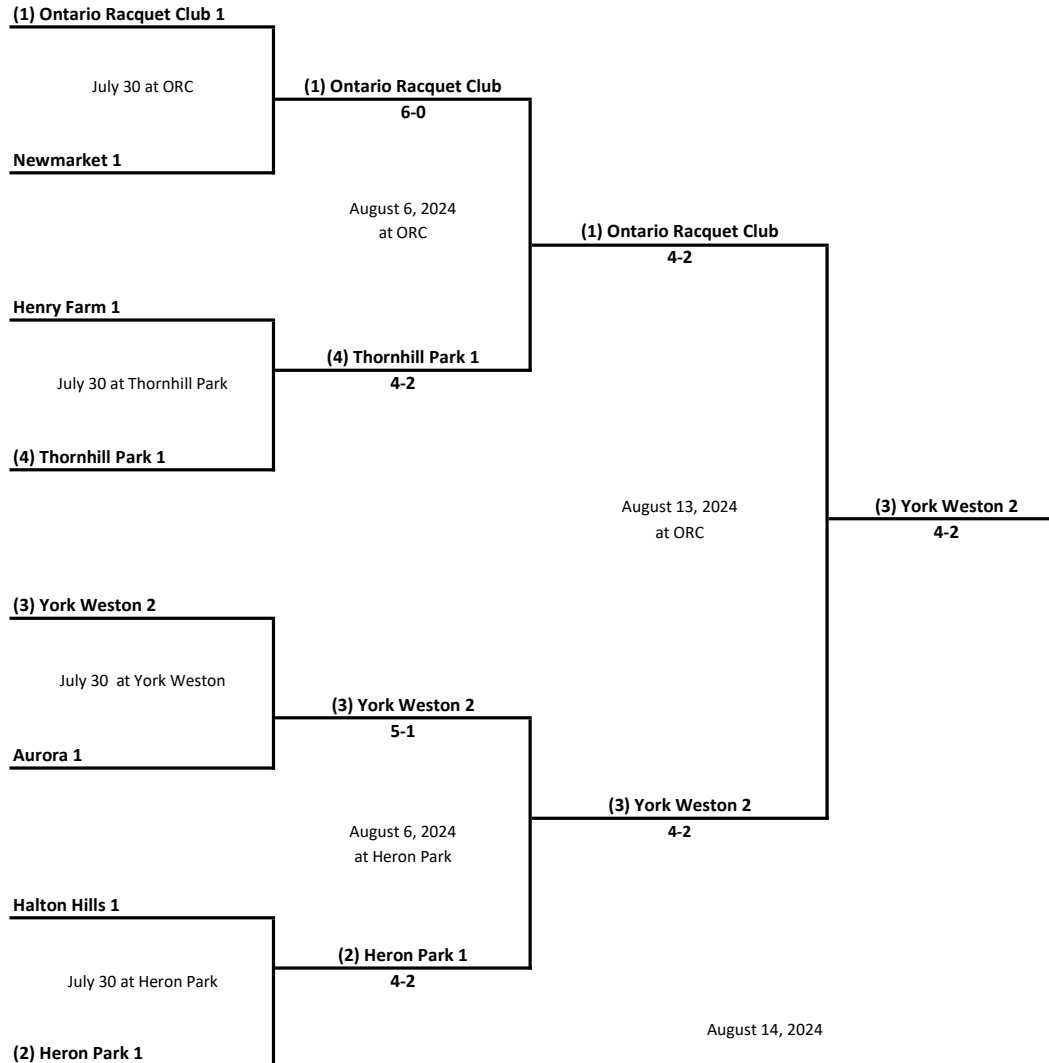 (1) Ontario Racquet Club 1
July 30 at ORC
(1) Ontario Racquet Club
6-0
Newmarket 1
August 6, 2024
at ORC
(1) Ontario Racquet Club
4-2
Henry Farm 1
(4) Thornhill Park 1
July 30 at Thornhill Park
4-2
(4) Thornhill Park 1
August 13, 2024
at ORC
(3) York Weston 2
4-2
(3) York Weston 2
July 30  at York Weston
(3) York Weston 2
5-1
Aurora 1
(3) York Weston 2
4-2
August 6, 2024
at Heron Park
Halton Hills 1
(2) Heron Park 1
July 30 at Heron Park
4-2
August 14, 2024
(2) Heron Park 1